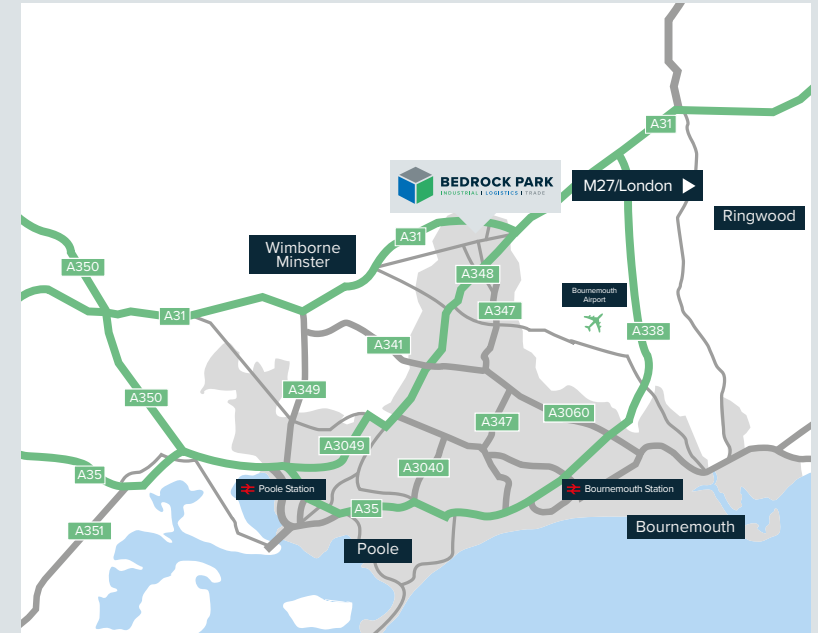 A31
BEDROCK PARK
INDUSTRIAL | LOGISTICS | TRADE
M27/London
Ringwood
A31
Wimborne
Minster
A350
A348
Bournemouth
Airport
A347
A31
A338
A341
A349
A350
A3060
A347
A3049
A3040
A35
Poole Station
Bournemouth Station
A35
A351
Bournemouth
Poole